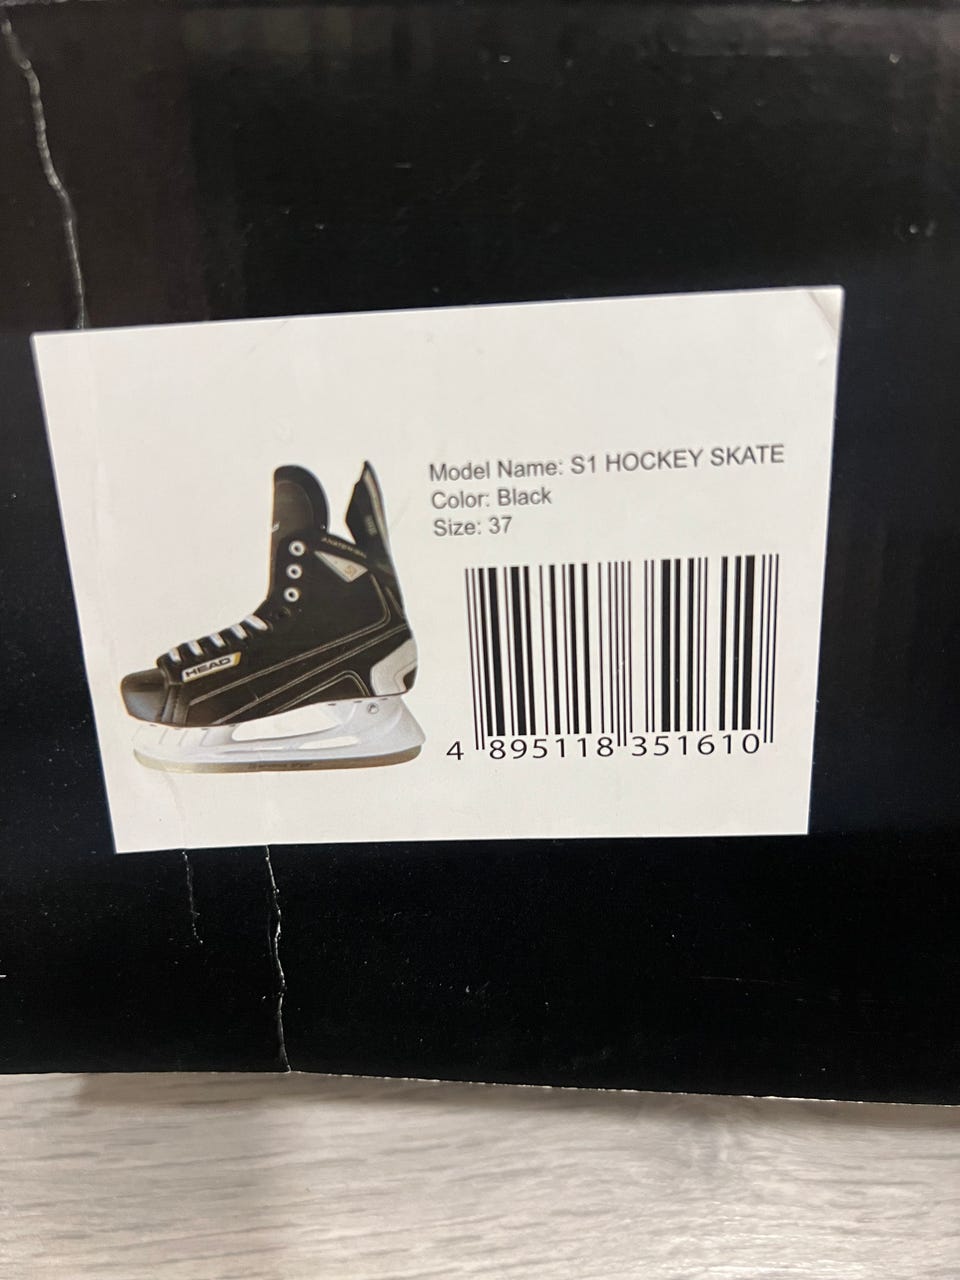 Model Name: S1 HOCKEY SKATE
Color: Black
Size: 37
HEAD
4 895118 351610